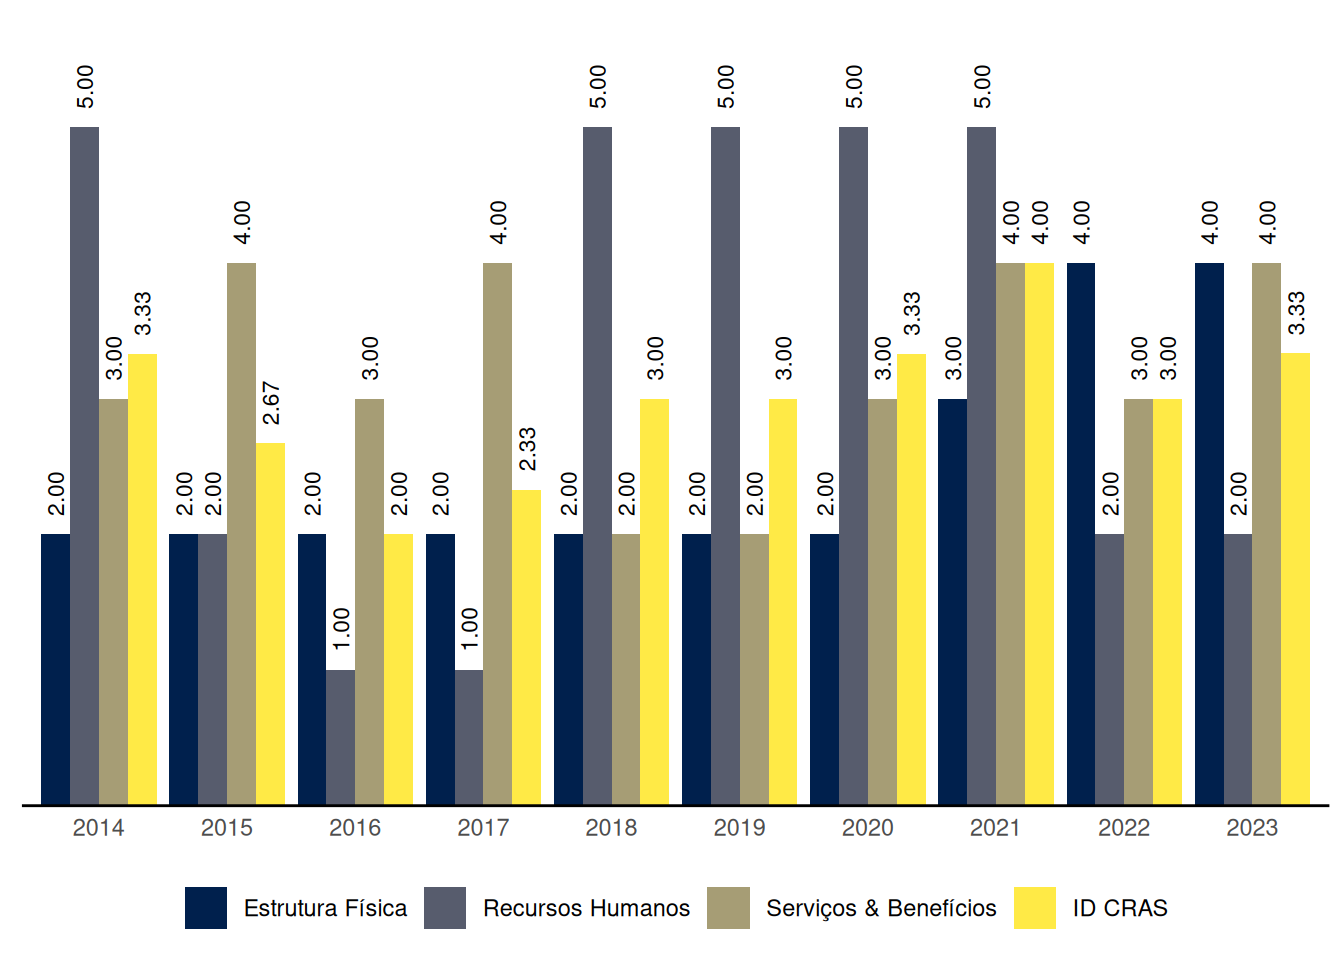 5.00 5.00 5.00 5.00 5.00
4.00 4.00 4.00 4.00 4.00 4.00 4.00
3.33 3.33 3.33
3.00 3.00 3.00 3.00 3.00 3.00 3.00 3.00
2.67
2.33
2.00 2.00 2.00 2.00 2.00 2.00 2.00 2.00 2.00 2.00 2.00 2.00 2.00
1.00 1.00
2014 2015 2016 2017 2018 2019 2020 2021 2022 2023
Estrutura Física Recursos Humanos Serviços & Benefícios ID CRAS